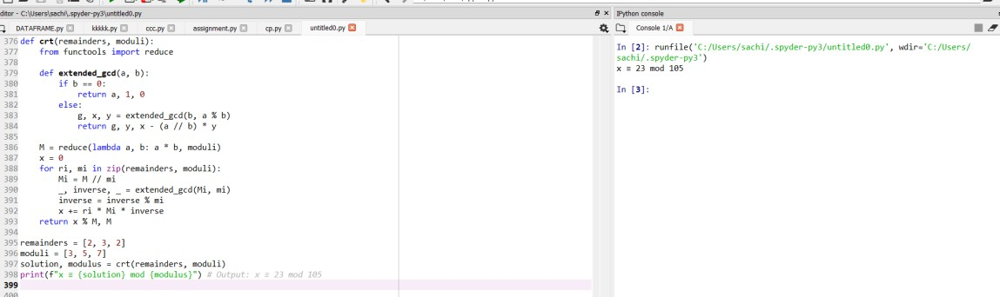 ditor - C:\Users\sachi\.spyder-py3\untitled0.py
DATAFRAME.py
kkkkk.py
ccc.py
assignment.py
cp.py
untitled0.py
376 def crt(remainders, moduli):
377     from functools import reduce
378
379     def extended_gcd(a, b):
380         if b == 0:
381             return a, 1, 0
382         else:
383             g, x, y = extended_gcd(b, a % b)
384             return g, y, x - (a // b) * y
385
386     M = reduce(lambda a, b: a * b, moduli)
387     x = 0
388     for ri, mi in zip(remainders, moduli):
389         Mi = M // mi
390         _, inverse, _ = extended_gcd(Mi, mi)
391         inverse = inverse % mi
392         x += ri * Mi * inverse
393     return x % M, M
394
395 remainders = [2, 3, 2]
396 moduli = [3, 5, 7]
397 solution, modulus = crt(remainders, moduli)
398 print(f"x ≡ {solution} mod {modulus}") # Output: x ≡ 23 mod 105
399
400
IPython console
Console 1/A
In [2]: runfile('C:/Users/sachi/.spyder-py3/untitled0.py', wdir='C:/Users/
sachi/.spyder-py3')
x ≡ 23 mod 105
In [3]: